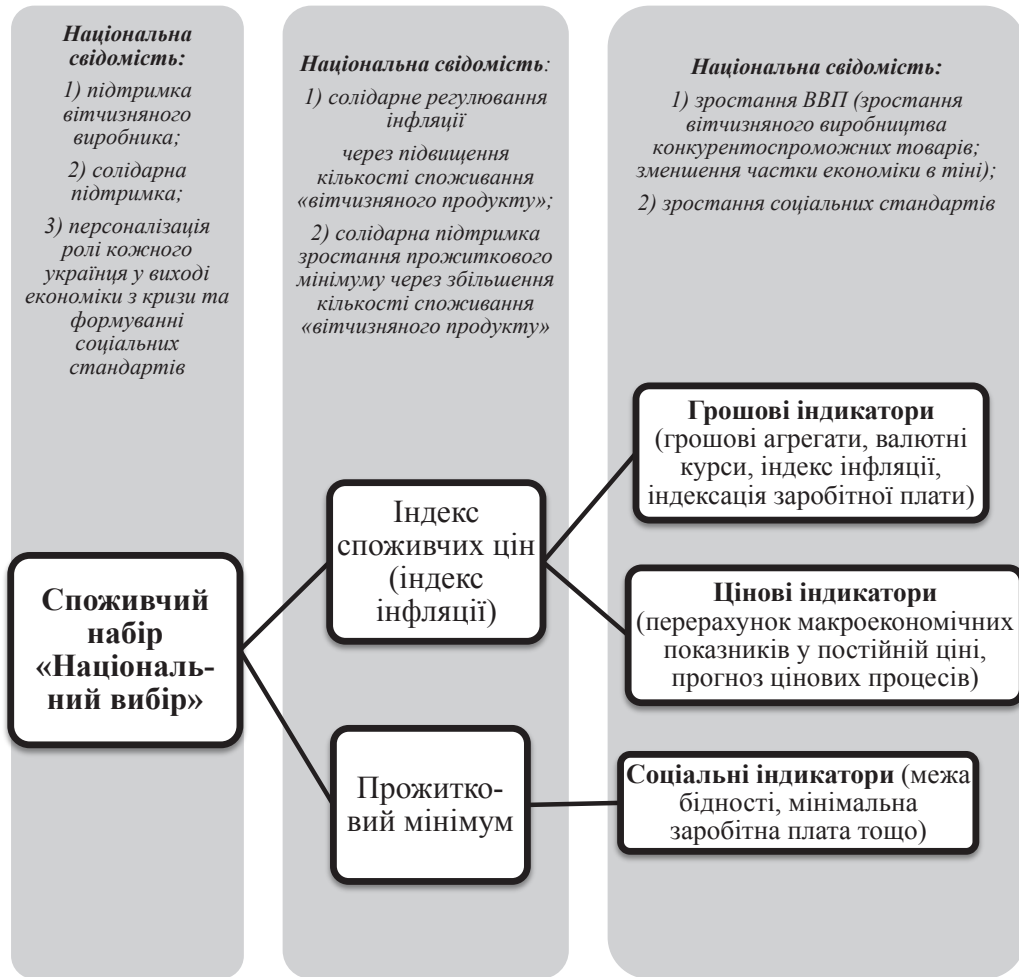 Національна
свідомість:
1) підтримка
вітчизняного
виробника;
2) солідарна
підтримка;
3) персоналізація
ролі кожного
українця у виході
економіки з кризи та
формуванні
соціальних
стандартів
Національна свідомість:
1) солідарне регулювання
інфляції
через підвищення
кількості споживання
«вітчизняного продукту»;
2) солідарна підтримка
зростання прожиткового
мінімуму через збільшення
кількості споживання
«вітчизняного продукту»
Національна свідомість:
1) зростання ВВП (зростання
вітчизняного виробництва
конкурентоспроможних товарів;
зменшення частки економіки в тіні);
2) зростання соціальних стандартів
Споживчий
набір
«Національ-
ний вибір»
Індекс
споживчих цін
(індекс
інфляції)
Прожитко-
вий мінімум
Грошові індикатори
(грошові агрегати, валютні
курси, індекс інфляції,
індексація заробітної плати)
Цінові індикатори
(перерахунок макроекономічних
показників у постійній ціні,
прогноз цінових процесів)
Соціальні індикатори (межа
бідності, мінімальна
заробітна плата тощо)